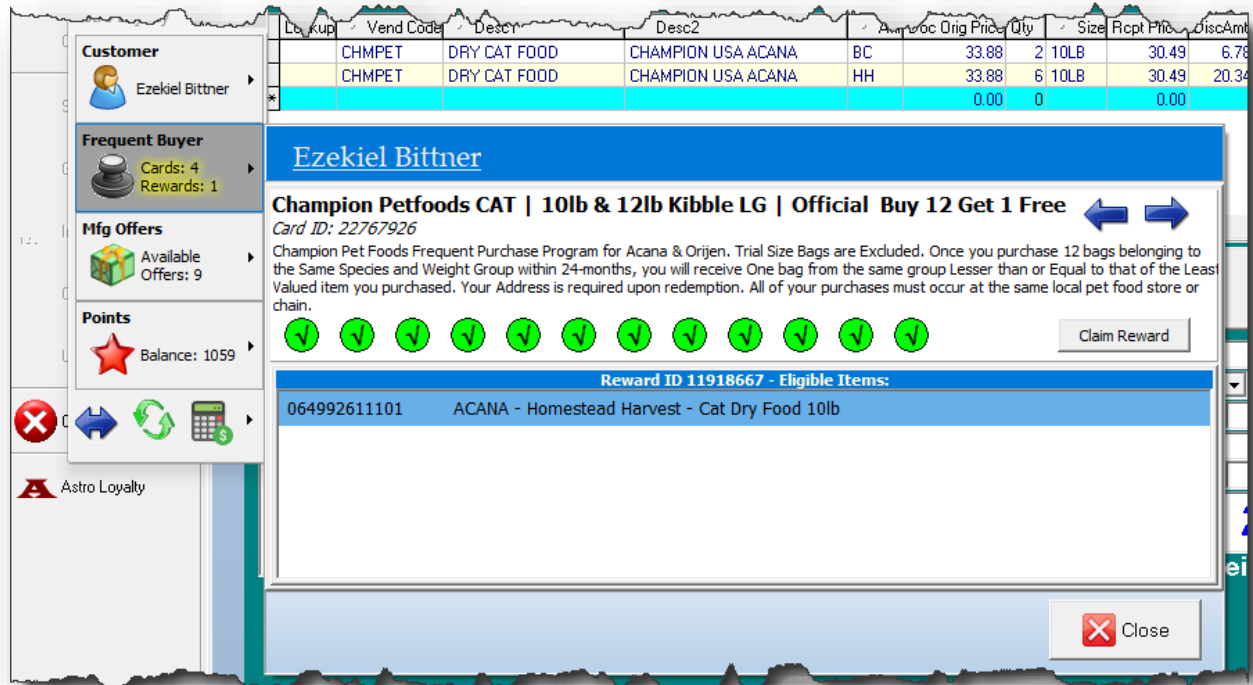 Vend Code Desc1 Desc2 Doc Orig Price Qty Size Rcpt Price DiscAmt
CHMPET DRY CAT FOOD CHAMPION USA ACANA BC 33.88 2 10LB 30.49 6.78
CHMPET DRY CAT FOOD CHAMPION USA ACANA HH 33.88 6 10LB 30.49 20.34
* 0.00 0 0.00
Customer
Ezekiel Bittner
Frequent Buyer
Cards: 4
Rewards: 1
Mfg Offers
Available
Offers: 9
Points
Balance: 1059
Astro Loyalty
Ezekiel Bittner
Champion Petfoods CAT | 10lb & 12lb Kibble LG | Official Buy 12 Get 1 Free
Card ID: 22767926
Champion Pet Foods Frequent Purchase Program for Acana & Orijen. Trial Size Bags are Excluded. Once you purchase 12 bags belonging to
the Same Species and Weight Group within 24-months, you will receive One bag from the same group Lesser than or Equal to that of the Least
Valued item you purchased. Your Address is required upon redemption. All of your purchases must occur at the same local pet food store or
chain.
Claim Reward
Reward ID 11918667 - Eligible Items:
064992611101 ACANA - Homestead Harvest - Cat Dry Food 10lb
Close